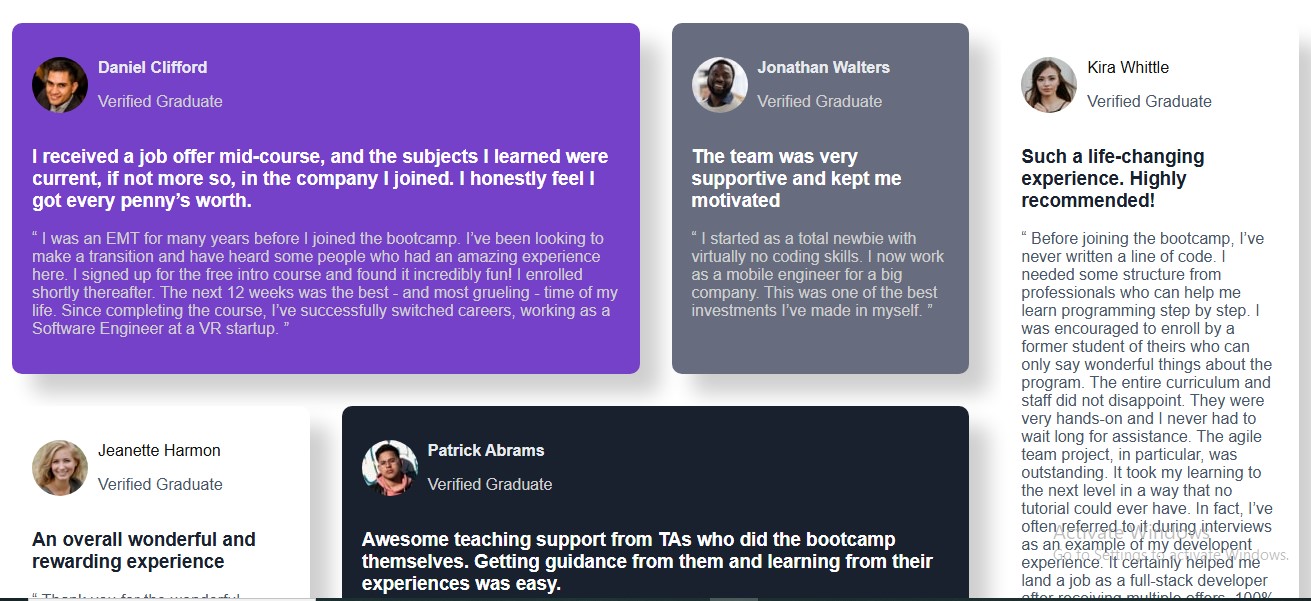 Daniel Clifford
Verified Graduate
I received a job offer mid-course, and the subjects I learned were
current, if not more so, in the company I joined. I honestly feel I
got every penny’s worth.
“ I was an EMT for many years before I joined the bootcamp. I’ve been looking to
make a transition and have heard some people who had an amazing experience
here. I signed up for the free intro course and found it incredibly fun! I enrolled
shortly thereafter. The next 12 weeks was the best - and most grueling - time of my
life. Since completing the course, I’ve successfully switched careers, working as a
Software Engineer at a VR startup. ”
Jonathan Walters
Verified Graduate
The team was very
supportive and kept me
motivated
“ I started as a total newbie with
virtually no coding skills. I now work
as a mobile engineer for a big
company. This was one of the best
investments I’ve made in myself. ”
Kira Whittle
Verified Graduate
Such a life-changing
experience. Highly
recommended!
“ Before joining the bootcamp, I’ve
never written a line of code. I
needed some structure from
professionals who can help me
learn programming step by step. I
was encouraged to enroll by a
former student of theirs who can
only say wonderful things about the
program. The entire curriculum and
staff did not disappoint. They were
very hands-on and I never had to
wait long for assistance. The agile
team project, in particular, was
outstanding. It took my learning to
the next level in a way that no
tutorial could ever have. In fact, I’ve
often referred to it during interviews
as an example of my developent
experience. It certainly helped me
land a job as a full-stack developer
after receiving multiple offers. 100%
Jeanette Harmon
Verified Graduate
An overall wonderful and
rewarding experience
“ Thank you for the wonderful
Patrick Abrams
Verified Graduate
Awesome teaching support from TAs who did the bootcamp
themselves. Getting guidance from them and learning from their
experiences was easy.
Activate Windows
Go to Settings to activate Windows.